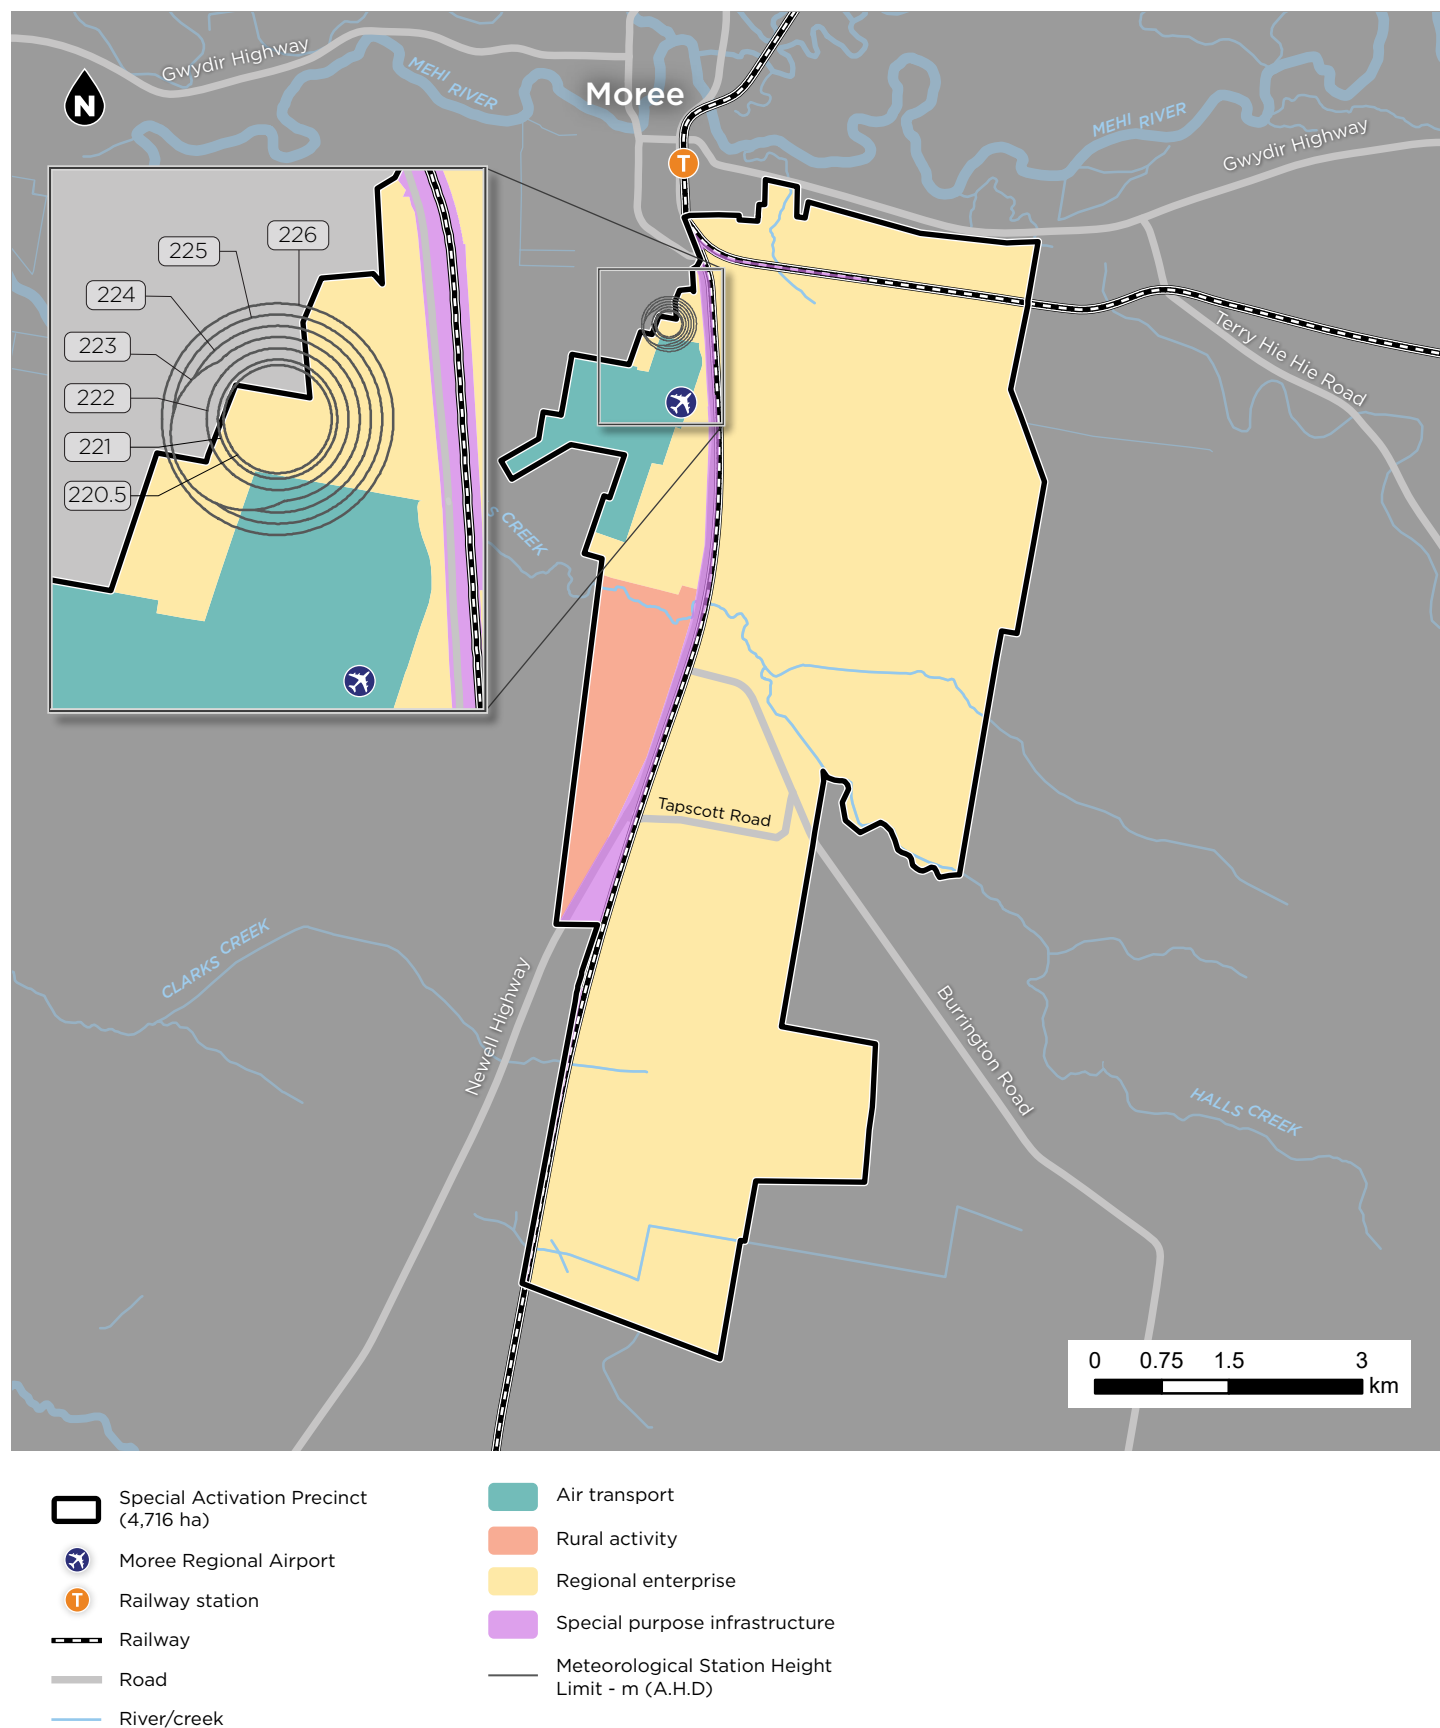 Gwydir Highway
MEHI
RIVER
Moree
N
T
MEHI RIVER
Gwydir Highway
226
225
224
223
222
221
220.5
Terry Hie Hie Road
S CREEK
Tapscott Road
CLARKS CREEK
Newell Highway
Burrington Road
HALLS CREEK
0 0.75 1.5 3
km
Special Activation Precinct
(4,716 ha)
Moree Regional Airport
T
Railway station
Railway
Road
River/creek
Air transport
Rural activity
Regional enterprise
Special purpose infrastructure
Meteorological Station Height
Limit - m (A.H.D)